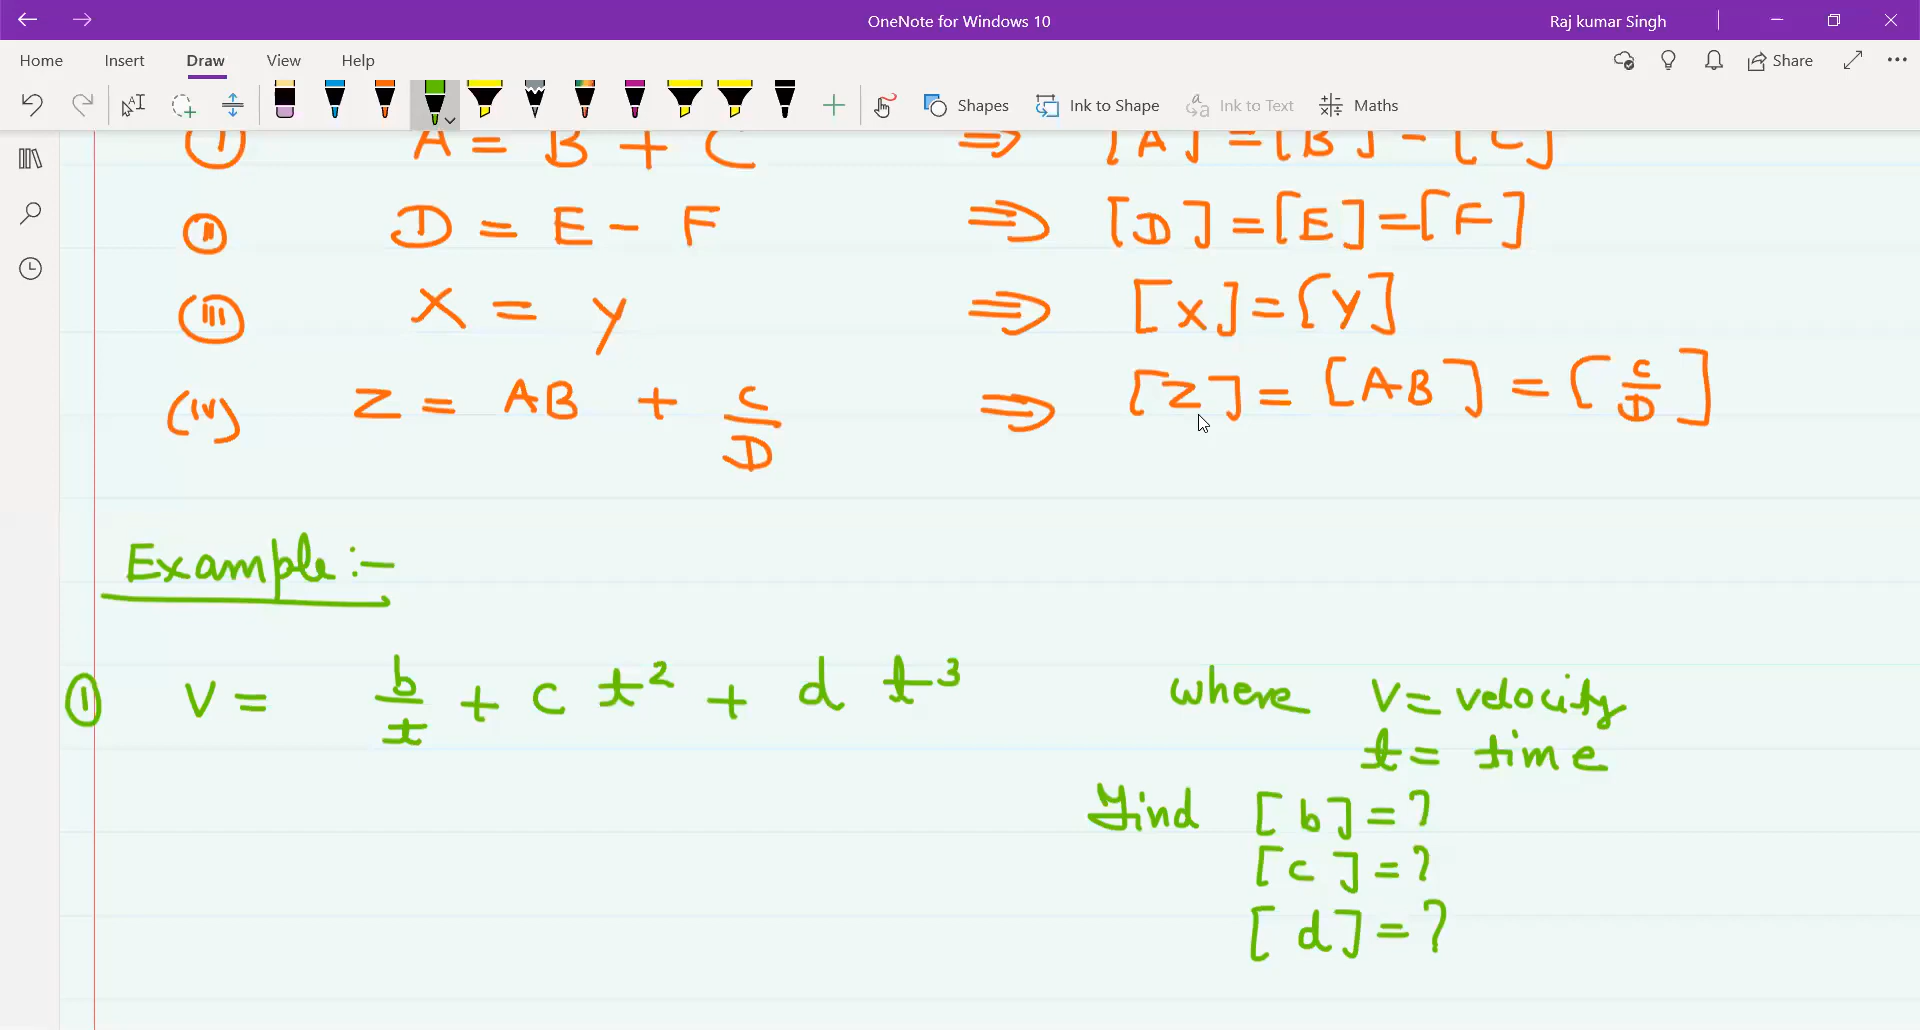 OneNote for Windows 10
Raj kumar Singh
Home Insert Draw View Help
Share
Shapes Ink to Shape Ink to Text Maths
(I) A = B + C ⇒ [A] = [B] = [C]
(II) D = E - F ⇒ [D] = [E] = [F]
(III) X = Y ⇒ [X] = [Y]
(IV) Z = AB + C/D ⇒ [Z] = [AB] = [C/D]
Example :-
① V = b/t + c t² + d t³ where V = velocity
t = time
Find [b] = ?
[c] = ?
[d] = ?